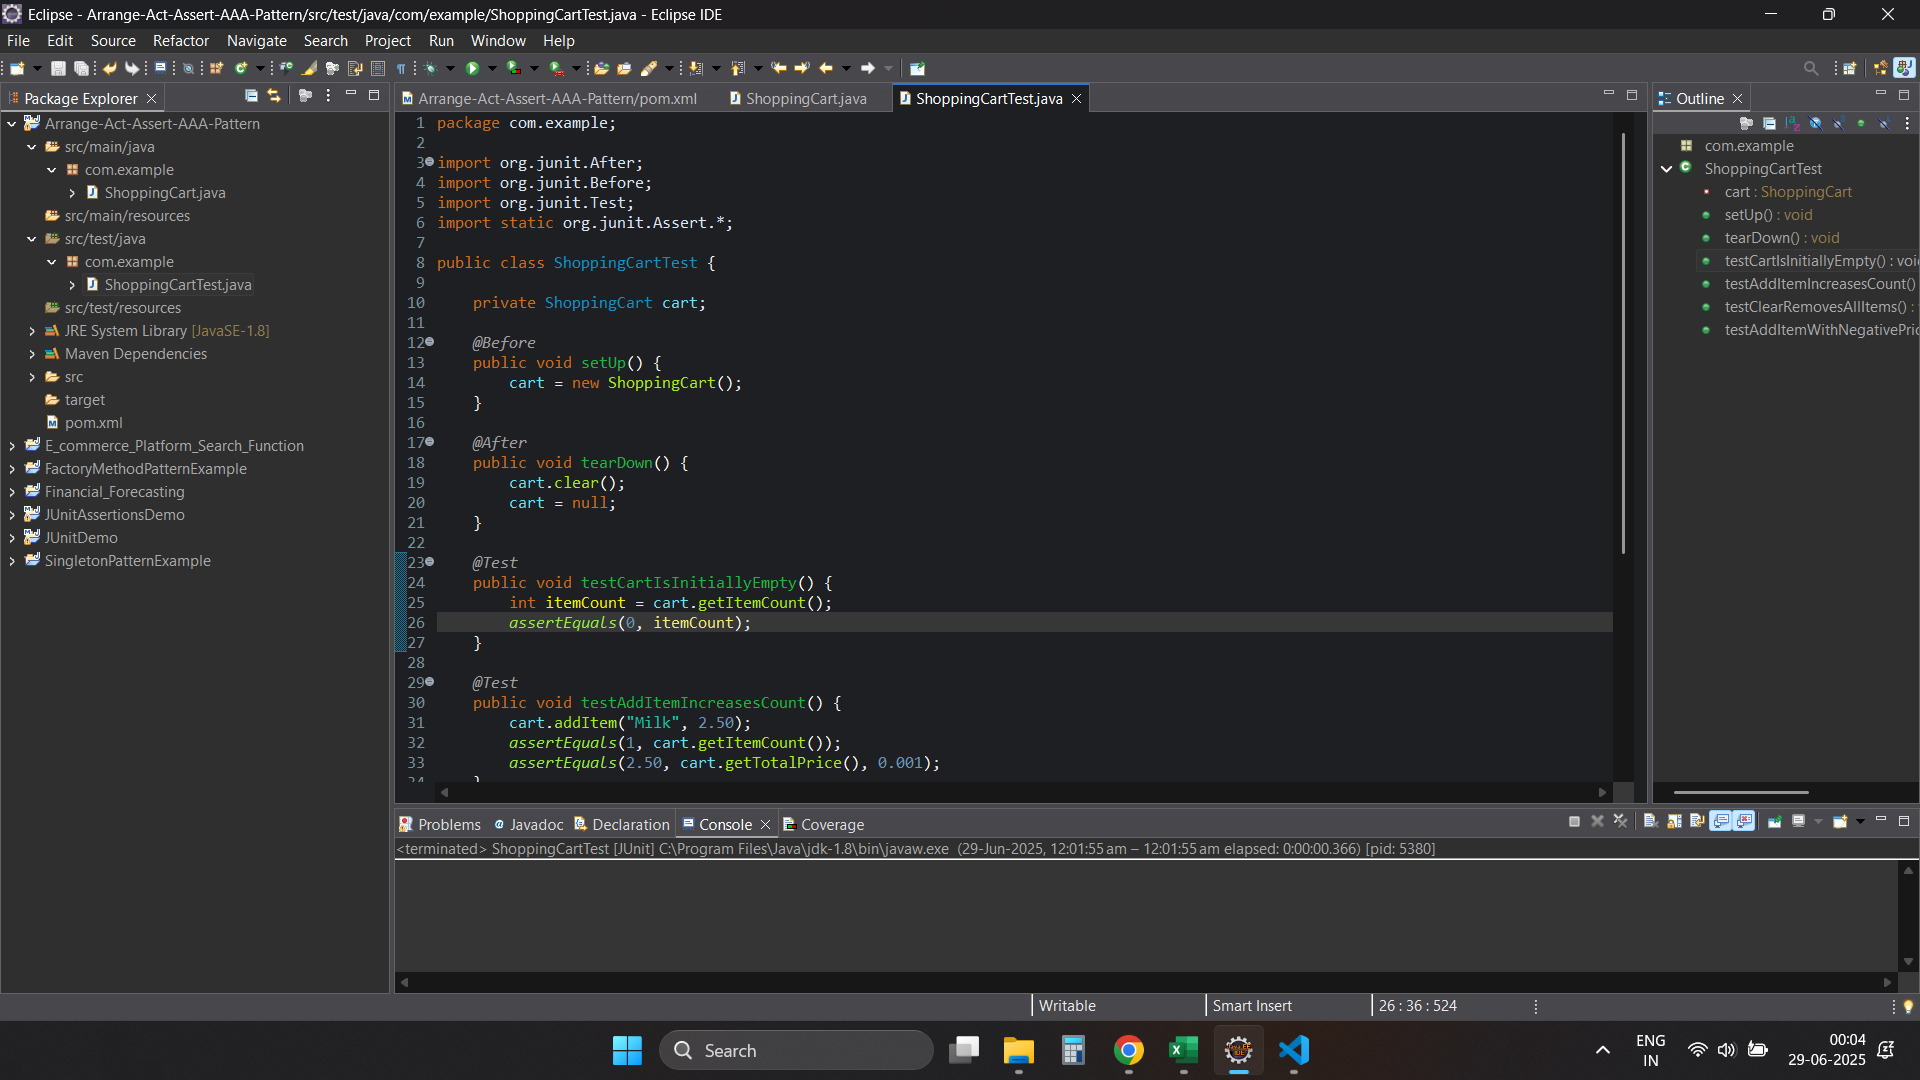 Eclipse - Arrange-Act-Assert-AAA-Pattern/src/test/java/com/example/ShoppingCartTest.java - Eclipse IDE
File Edit Source Refactor Navigate Search Project Run Window Help
Package Explorer
Arrange-Act-Assert-AAA-Pattern
src/main/java
com.example
ShoppingCart.java
src/main/resources
src/test/java
com.example
ShoppingCartTest.java
src/test/resources
JRE System Library [JavaSE-1.8]
Maven Dependencies
src
target
pom.xml
E_commerce_Platform_Search_Function
FactoryMethodPatternExample
Financial_Forecasting
JUnitAssertionsDemo
JUnitDemo
SingletonPatternExample
Arrange-Act-Assert-AAA-Pattern/pom.xml ShoppingCart.java ShoppingCartTest.java
1 package com.example;
2
3 import org.junit.After;
4 import org.junit.Before;
5 import org.junit.Test;
6 import static org.junit.Assert.*;
7
8 public class ShoppingCartTest {
9
10 private ShoppingCart cart;
11
12 @Before
13 public void setUp() {
14 cart = new ShoppingCart();
15 }
16
17 @After
18 public void tearDown() {
19 cart.clear();
20 cart = null;
21 }
22
23 @Test
24 public void testCartIsInitiallyEmpty() {
25 int itemCount = cart.getItemCount();
26 assertEquals(0, itemCount);
27 }
28
29 @Test
30 public void testAddItemIncreasesCount() {
31 cart.addItem("Milk", 2.50);
32 assertEquals(1, cart.getItemCount());
33 assertEquals(2.50, cart.getTotalPrice(), 0.001);
34 }
Outline
com.example
ShoppingCartTest
cart : ShoppingCart
setUp() : void
tearDown() : void
testCartIsInitiallyEmpty() : voi
testAddItemIncreasesCount()
testClearRemovesAllItems() :
testAddItemWithNegativePric
Problems Javadoc Declaration Console Coverage
<terminated> ShoppingCartTest [JUnit] C:\Program Files\Java\jdk-1.8\bin\javaw.exe (29-Jun-2025, 12:01:55 am – 12:01:55 am elapsed: 0:00:00.366) [pid: 5380]
Writable Smart Insert 26 : 36 : 524
Search
ENG
IN
00:04
29-06-2025